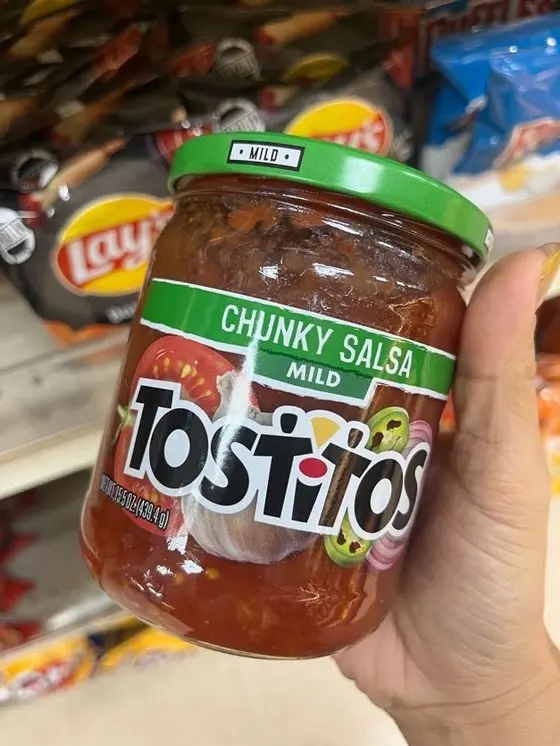 • MILD •
CHUNKY SALSA
MILD
TOSTITOS
NET WT. 15.5 OZ (439.4 g)
Lay's
LAY'S